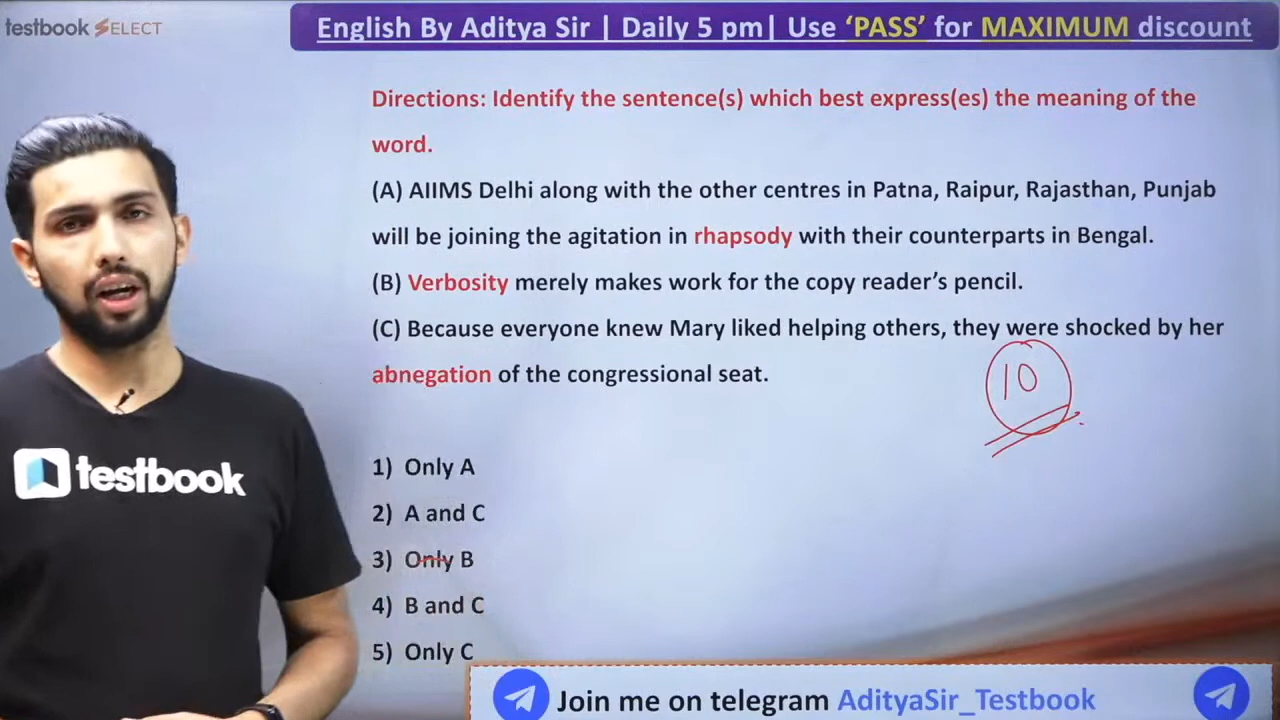 testbook SELECT
English By Aditya Sir | Daily 5 pm| Use ‘PASS’ for MAXIMUM discount
Directions: Identify the sentence(s) which best express(es) the meaning of the
word.
(A) AIIMS Delhi along with the other centres in Patna, Raipur, Rajasthan, Punjab
will be joining the agitation in rhapsody with their counterparts in Bengal.
(B) Verbosity merely makes work for the copy reader’s pencil.
(C) Because everyone knew Mary liked helping others, they were shocked by her
abnegation of the congressional seat.
10
1) Only A
2) A and C
3) Only B
4) B and C
5) Only C
testbook
Join me on telegram AdityaSir_Testbook